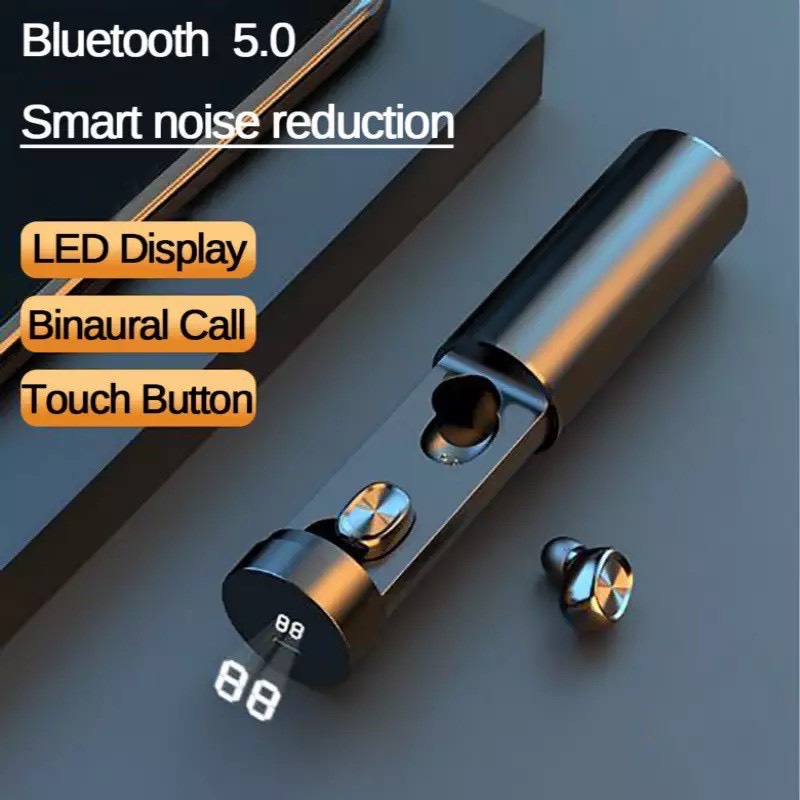 Bluetooth 5.0
Smart noise reduction
LED Display
Binaural Call
Touch Button
88
88